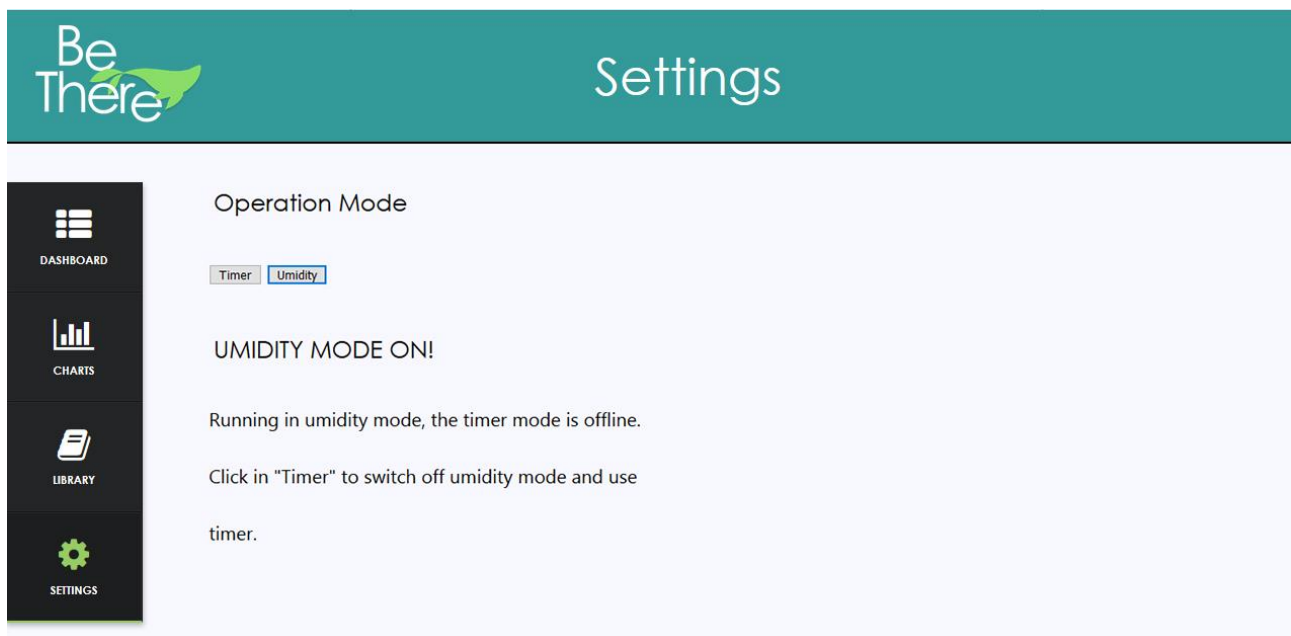 Be
There
Settings
DASHBOARD
CHARTS
LIBRARY
SETTINGS
Operation Mode
Timer Umidity
UMIDITY MODE ON!
Running in umidity mode, the timer mode is offline.
Click in "Timer" to switch off umidity mode and use
timer.